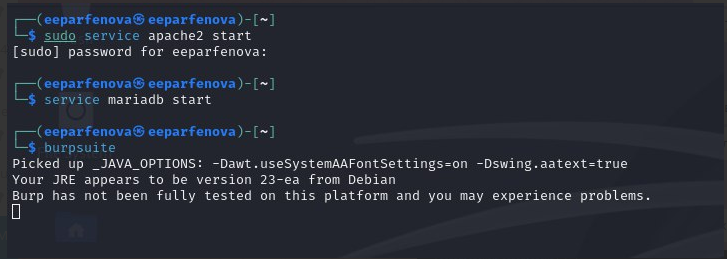 ┌──(eeparfenova㉿eeparfenova)-[~]
└─$ sudo service apache2 start
[sudo] password for eeparfenova:
┌──(eeparfenova㉿eeparfenova)-[~]
└─$ service mariadb start
┌──(eeparfenova㉿eeparfenova)-[~]
└─$ burpsuite
Picked up _JAVA_OPTIONS: -Dawt.useSystemAAFontSettings=on -Dswing.aatext=true
Your JRE appears to be version 23-ea from Debian
Burp has not been fully tested on this platform and you may experience problems.